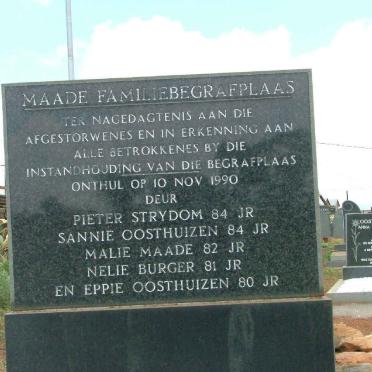 MAADE FAMILIEBEGRAFPLAAS
TER NAGEDAGTENIS AAN DIE
AFGESTORWENES EN IN ERKENNING AAN
ALLE BETROKKENES BY DIE
INSTANDHOUDING VAN DIE BEGRAFPLAAS
ONTHUL OP 10 NOV 1990
DEUR
PIETER STRYDOM 84 JR
SANNIE OOSTHUIZEN 84 JR
MALIE MAADE 82 JR
NELIE BURGER 81 JR
EN EPPIE OOSTHUIZEN 80 JR